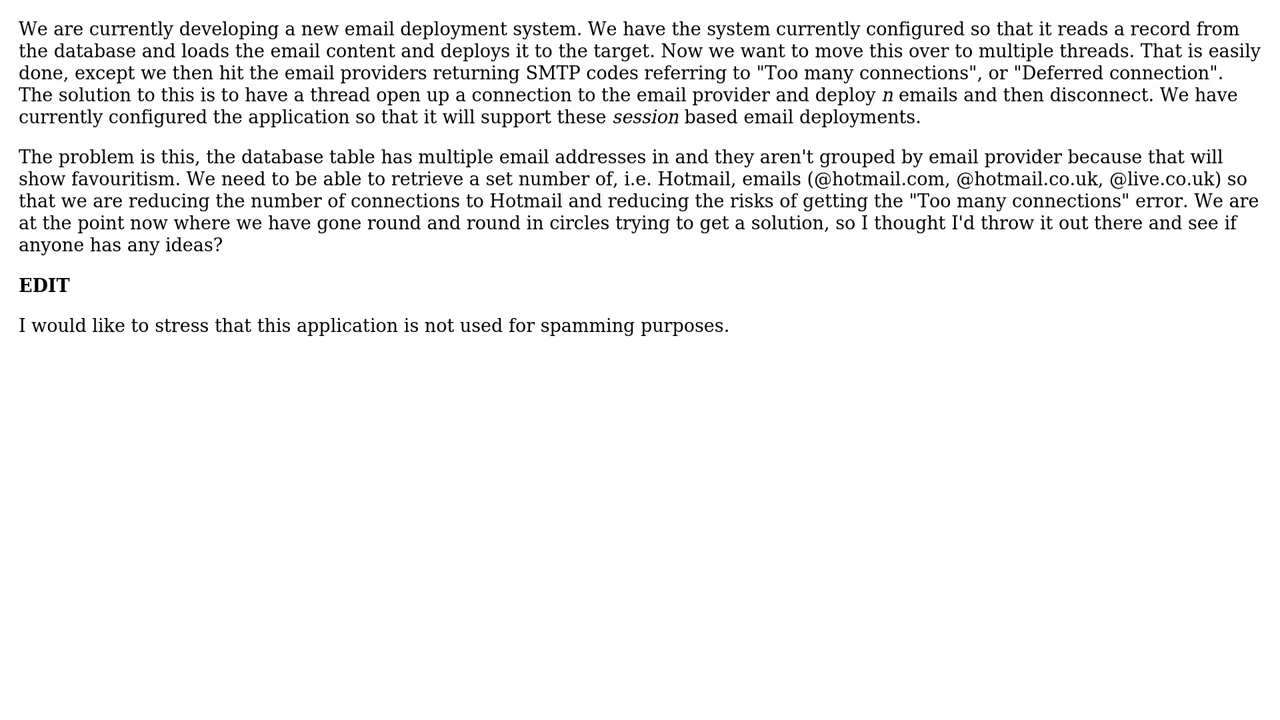 We are currently developing a new email deployment system. We have the system currently configured so that it reads a record from
the database and loads the email content and deploys it to the target. Now we want to move this over to multiple threads. That is easily
done, except we then hit the email providers returning SMTP codes referring to "Too many connections", or "Deferred connection".
The solution to this is to have a thread open up a connection to the email provider and deploy n emails and then disconnect. We have
currently configured the application so that it will support these session based email deployments.
The problem is this, the database table has multiple email addresses in and they aren't grouped by email provider because that will
show favouritism. We need to be able to retrieve a set number of, i.e. Hotmail, emails (@hotmail.com, @hotmail.co.uk, @live.co.uk) so
that we are reducing the number of connections to Hotmail and reducing the risks of getting the "Too many connections" error. We are
at the point now where we have gone round and round in circles trying to get a solution, so I thought I'd throw it out there and see if
anyone has any ideas?
EDIT
I would like to stress that this application is not used for spamming purposes.